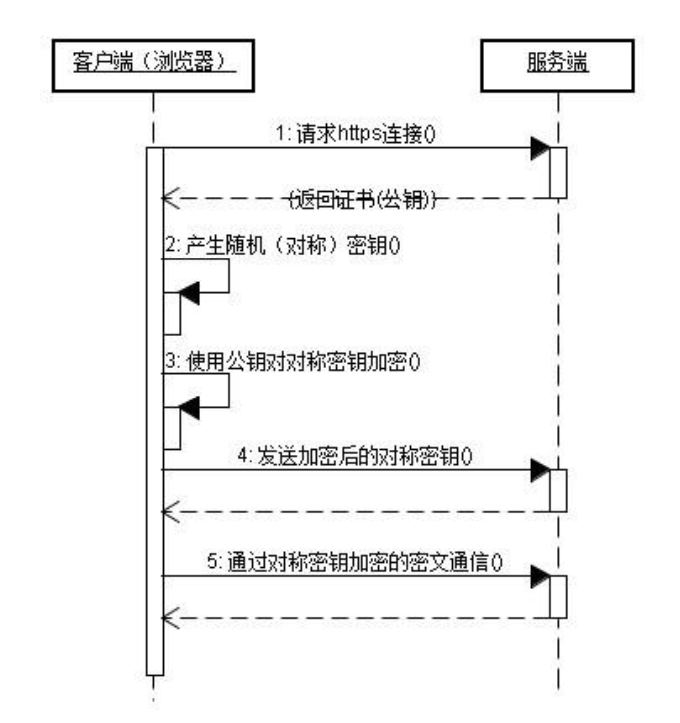 客户端（浏览器）
服务端
1: 请求https连接()
{返回证书(公钥)}
2: 产生随机（对称）密钥()
3: 使用公钥对对称密钥加密()
4: 发送加密后的对称密钥()
5: 通过对称密钥加密的密文通信()